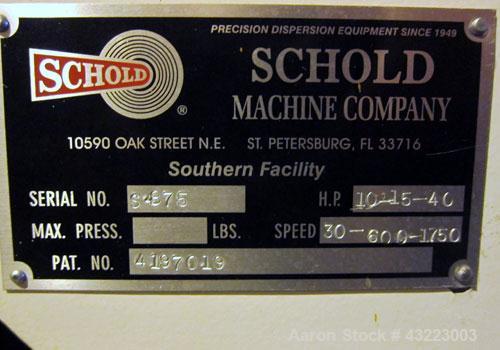 PRECISION DISPERSION EQUIPMENT SINCE 1949
SCHOLD ®
SCHOLD
MACHINE COMPANY
10590 OAK STREET N.E. ST. PETERSBURG, FL 33716
Southern Facility
SERIAL NO. S-875 H.P. 10-15-40
MAX. PRESS. LBS. SPEED 30-600-1750
PAT. NO. 4197019
Aaron Stock # 43223003